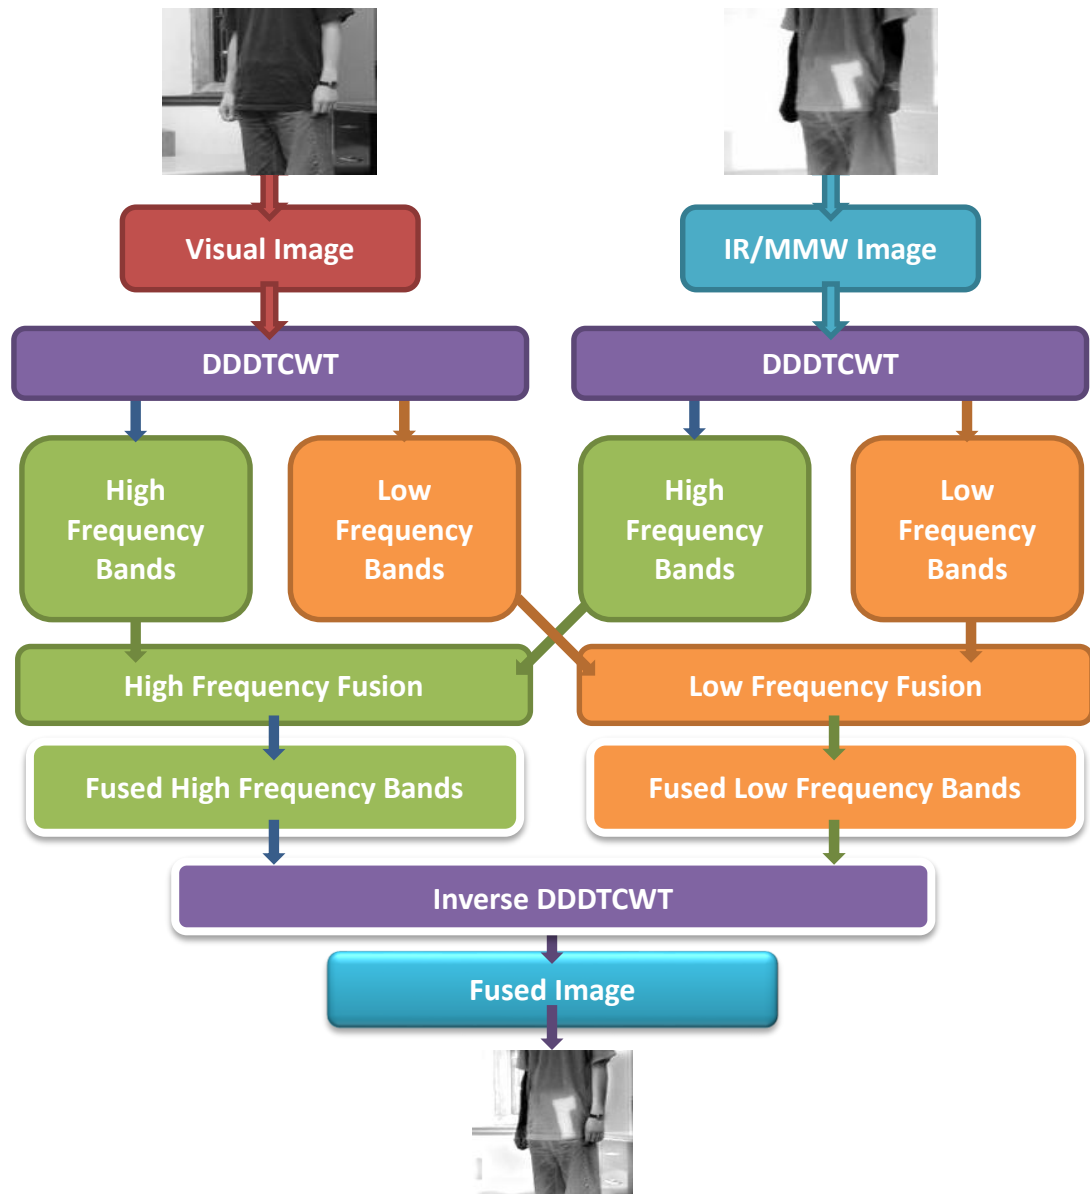 Visual Image
IR/MMW Image
DDDTCWT
DDDTCWT
High
Frequency
Bands
Low
Frequency
Bands
High
Frequency
Bands
Low
Frequency
Bands
High Frequency Fusion
Low Frequency Fusion
Fused High Frequency Bands
Fused Low Frequency Bands
Inverse DDDTCWT
Fused Image